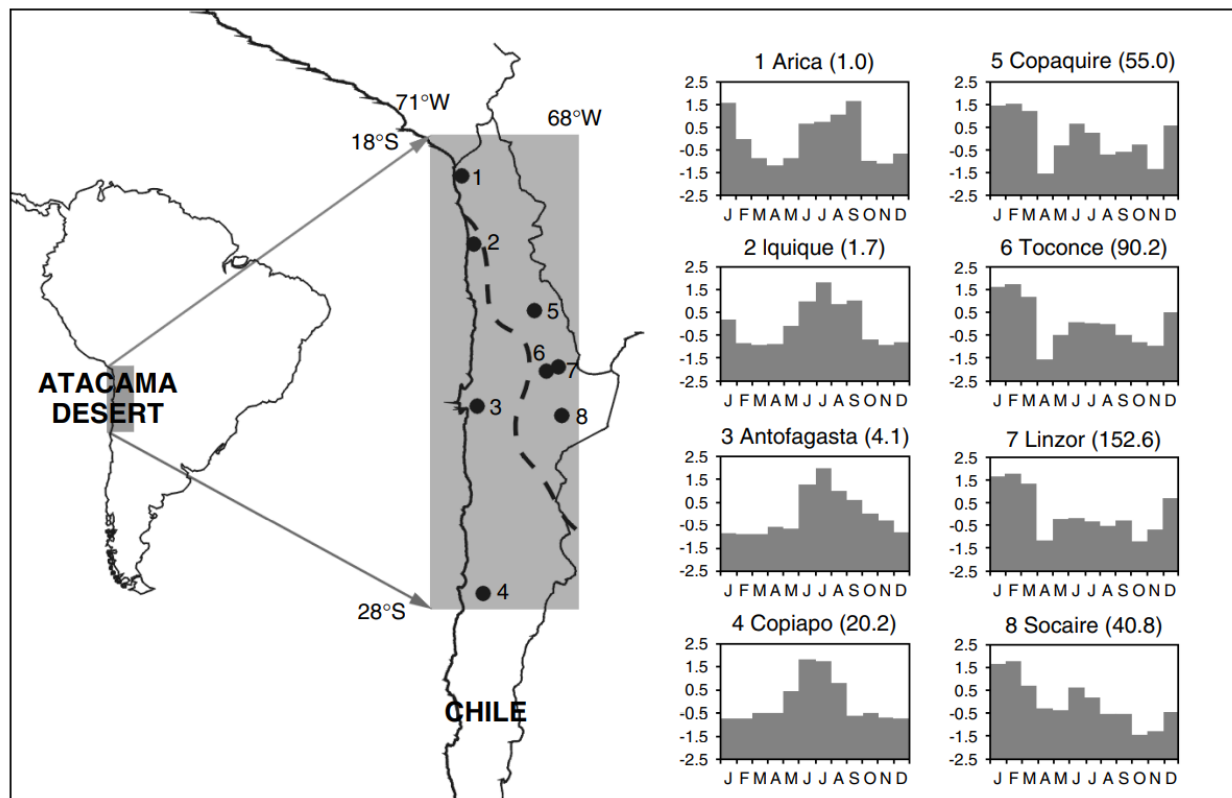 71°W
68°W
18°S
1
2
5
6
7
3
8
4
28°S
ATACAMA
DESERT
CHILE
1 Arica (1.0)
2.5
1.5
0.5
-0.5
-1.5
-2.5
J F M A M J J A S O N D
5 Copaquire (55.0)
2.5
1.5
0.5
-0.5
-1.5
-2.5
J F M A M J J A S O N D
2 Iquique (1.7)
2.5
1.5
0.5
-0.5
-1.5
-2.5
J F M A M J J A S O N D
6 Toconce (90.2)
2.5
1.5
0.5
-0.5
-1.5
-2.5
J F M A M J J A S O N D
3 Antofagasta (4.1)
2.5
1.5
0.5
-0.5
-1.5
-2.5
J F M A M J J A S O N D
7 Linzor (152.6)
2.5
1.5
0.5
-0.5
-1.5
-2.5
J F M A M J J A S O N D
4 Copiapo (20.2)
2.5
1.5
0.5
-0.5
-1.5
-2.5
J F M A M J J A S O N D
8 Socaire (40.8)
2.5
1.5
0.5
-0.5
-1.5
-2.5
J F M A M J J A S O N D